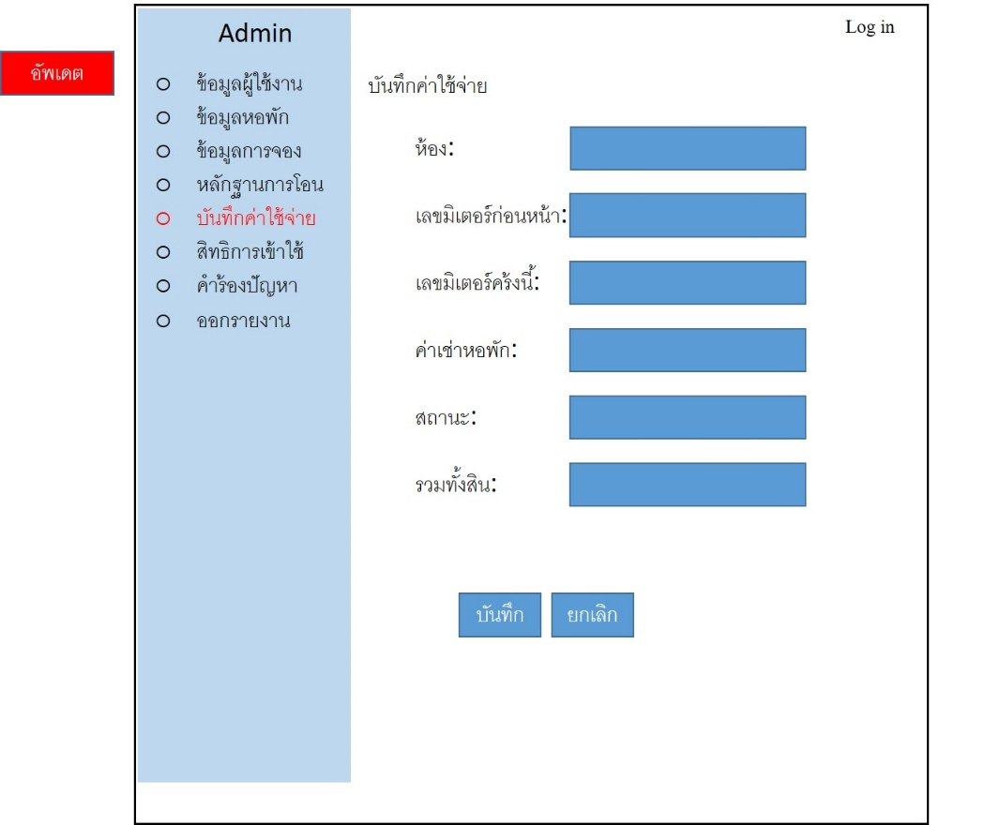 อัพเดต
Admin
ข้อมูลผู้ใช้งาน
ข้อมูลหอพัก
ข้อมูลการจอง
หลักฐานการโอน
บันทึกค่าใช้จ่าย
สิทธิการเข้าใช้
คำร้องปัญหา
ออกรายงาน
Log in
บันทึกค่าใช้จ่าย
ห้อง:
เลขมิเตอร์ก่อนหน้า:
เลขมิเตอร์ครังนี้:
ค่าเช่าหอพัก:
สถานะ:
รวมทั้งสิน:
บันทึก
ยกเลิก